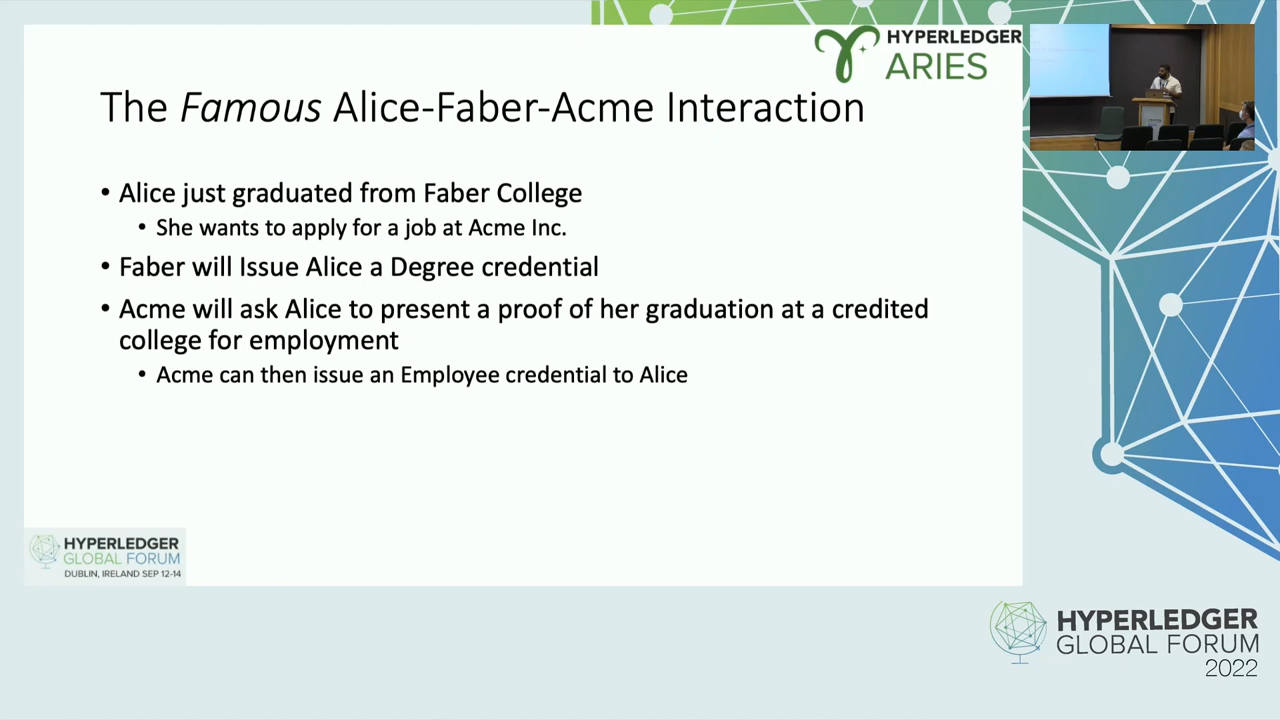 HYPERLEDGER
ARIES
The Famous Alice-Faber-Acme Interaction
• Alice just graduated from Faber College
• She wants to apply for a job at Acme Inc.
• Faber will Issue Alice a Degree credential
• Acme will ask Alice to present a proof of her graduation at a credited
college for employment
• Acme can then issue an Employee credential to Alice
HYPERLEDGER
GLOBAL FORUM
DUBLIN, IRELAND SEP 12-14
HYPERLEDGER
GLOBAL FORUM
2022